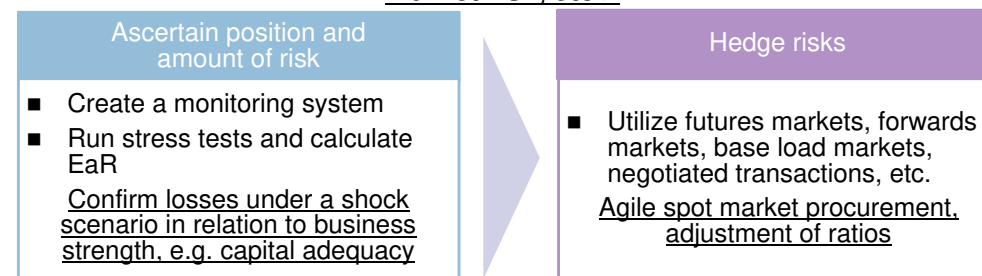 Ascertain position and
amount of risk
■ Create a monitoring system
■ Run stress tests and calculate
EaR
Confirm losses under a shock
scenario in relation to business
strength, e.g. capital adequacy
Hedge risks
■ Utilize futures markets, forwards
markets, base load markets,
negotiated transactions, etc.
Agile spot market procurement,
adjustment of ratios